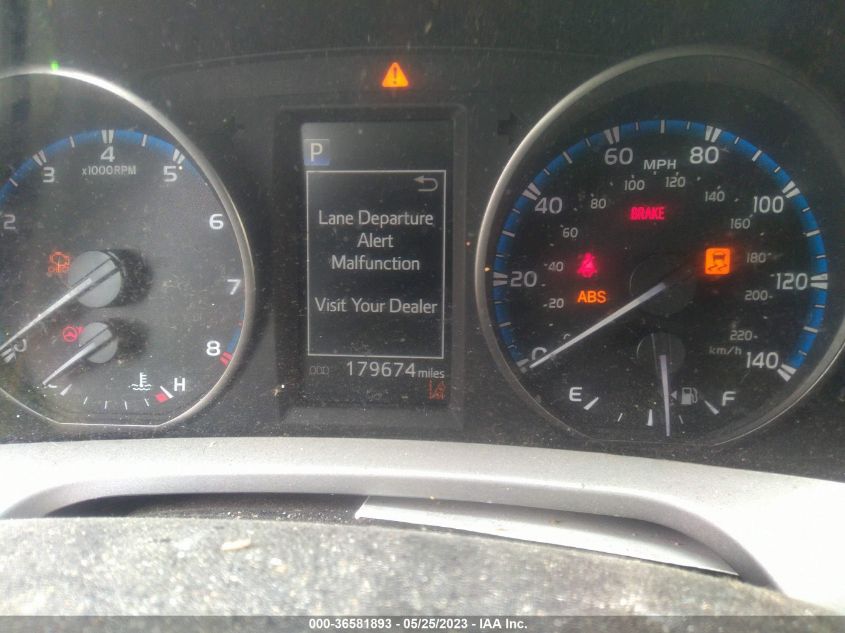 P
Lane Departure
Alert
Malfunction
Visit Your Dealer
ODO 179674 miles
2 3 4 5 6 7 8
x1000RPM
H
0 20 40 60 80 100 120 140
MPH
20 40 60 80 100 120 140 160 180 200 220
km/h
BRAKE
ABS
E F
000-36581893 - 05/25/2023 - IAA Inc.